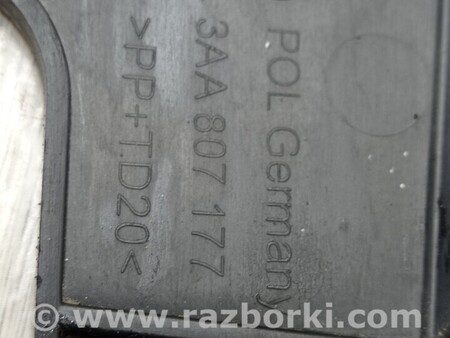 POL Germany
3AA 807 177
>PP+TD20<
© www.razborki.com